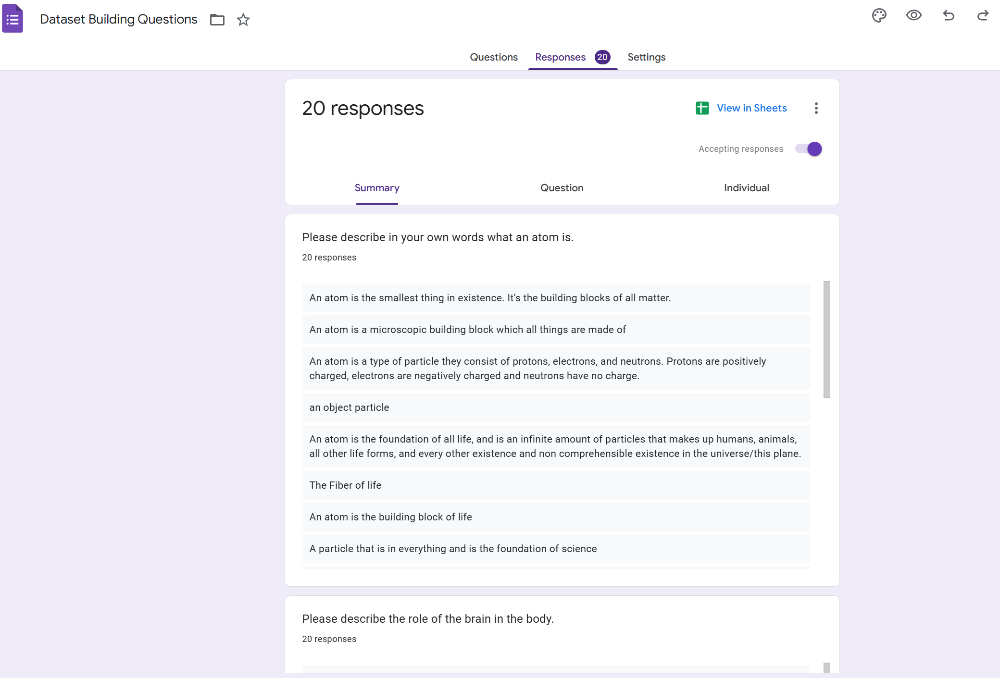 Dataset Building Questions
Questions
Responses
20
Settings
20 responses
View in Sheets
Accepting responses
Summary
Question
Individual
Please describe in your own words what an atom is.
20 responses
An atom is the smallest thing in existence. It’s the building blocks of all matter.
An atom is a microscopic building block which all things are made of
An atom is a type of particle they consist of protons, electrons, and neutrons. Protons are positively
charged, electrons are negatively charged and neutrons have no charge.
an object particle
An atom is the foundation of all life, and is an infinite amount of particles that makes up humans, animals,
all other life forms, and every other existence and non comprehensible existence in the universe/this plane.
The Fiber of life
An atom is the building block of life
A particle that is in everything and is the foundation of science
Please describe the role of the brain in the body.
20 responses